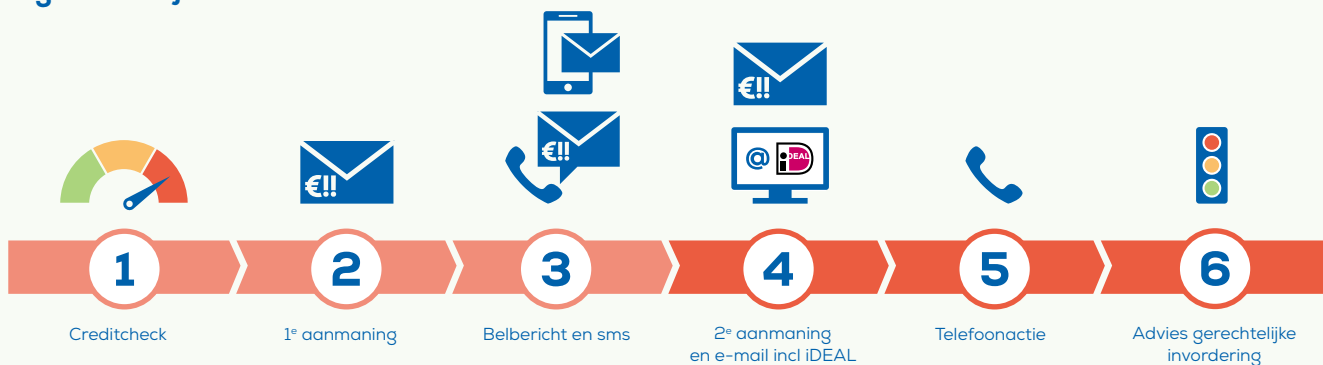 €!!
€!!
€!!
@ iDEAL
1 2 3 4 5 6
Creditcheck
1e aanmaning
Belbericht en sms
2e aanmaning
en e-mail incl iDEAL
Telefoonactie
Advies gerechtelijke
invordering